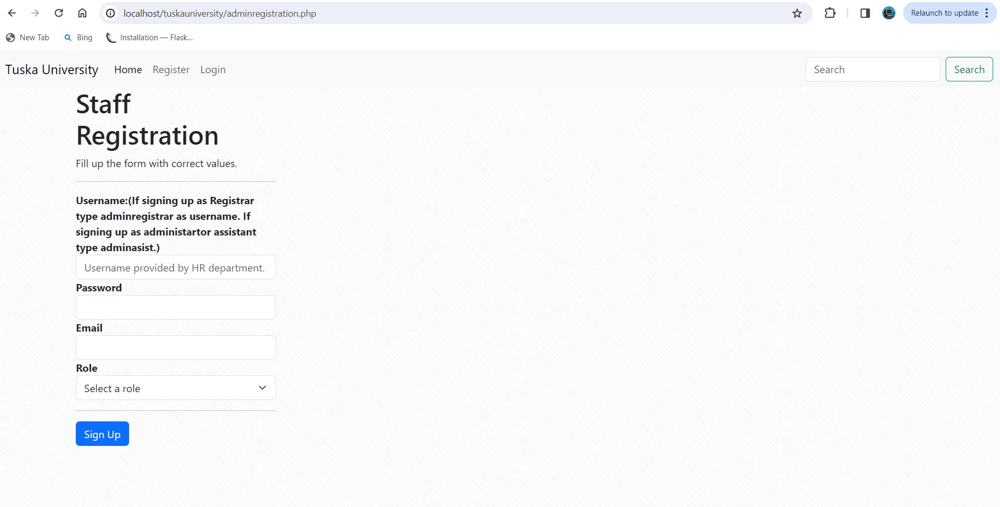 localhost/tuskauniversity/adminregistration.php
Relaunch to update
New Tab
Bing
Installation — Flask...
Tuska University
Home
Register
Login
Search
Search
Staff
Registration
Fill up the form with correct values.
Username:(If signing up as Registrar
type adminregistrar as username. If
signing up as administartor assistant
type adminasist.)
Username provided by HR department.
Password
Email
Role
Select a role
Sign Up